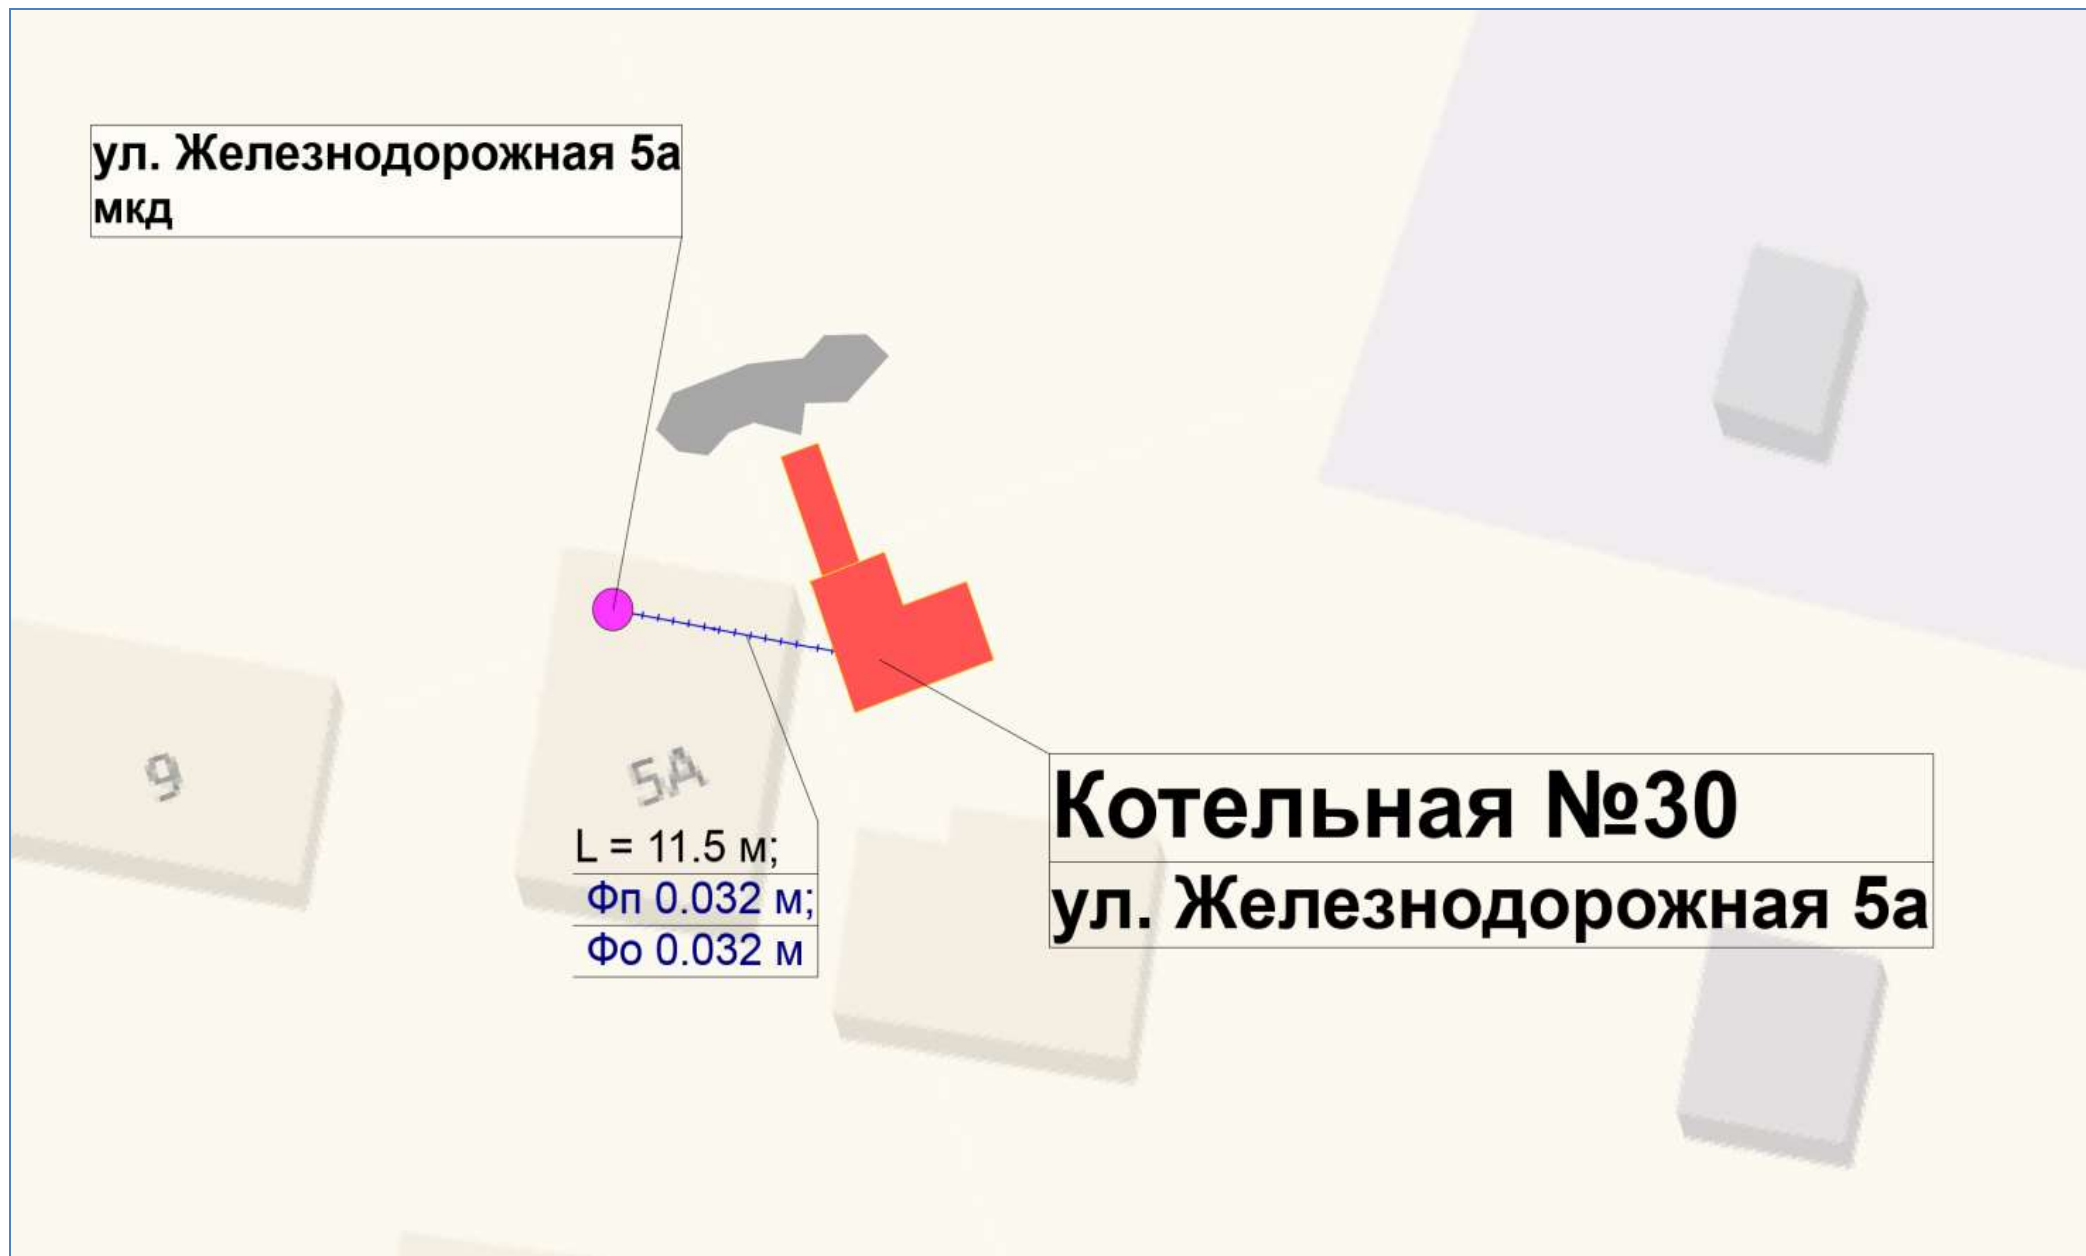 ул. Железнодорожная 5а
мкд
9
5А
L = 11.5 м;
Фп 0.032 м;
Фо 0.032 м
Котельная №30
ул. Железнодорожная 5а